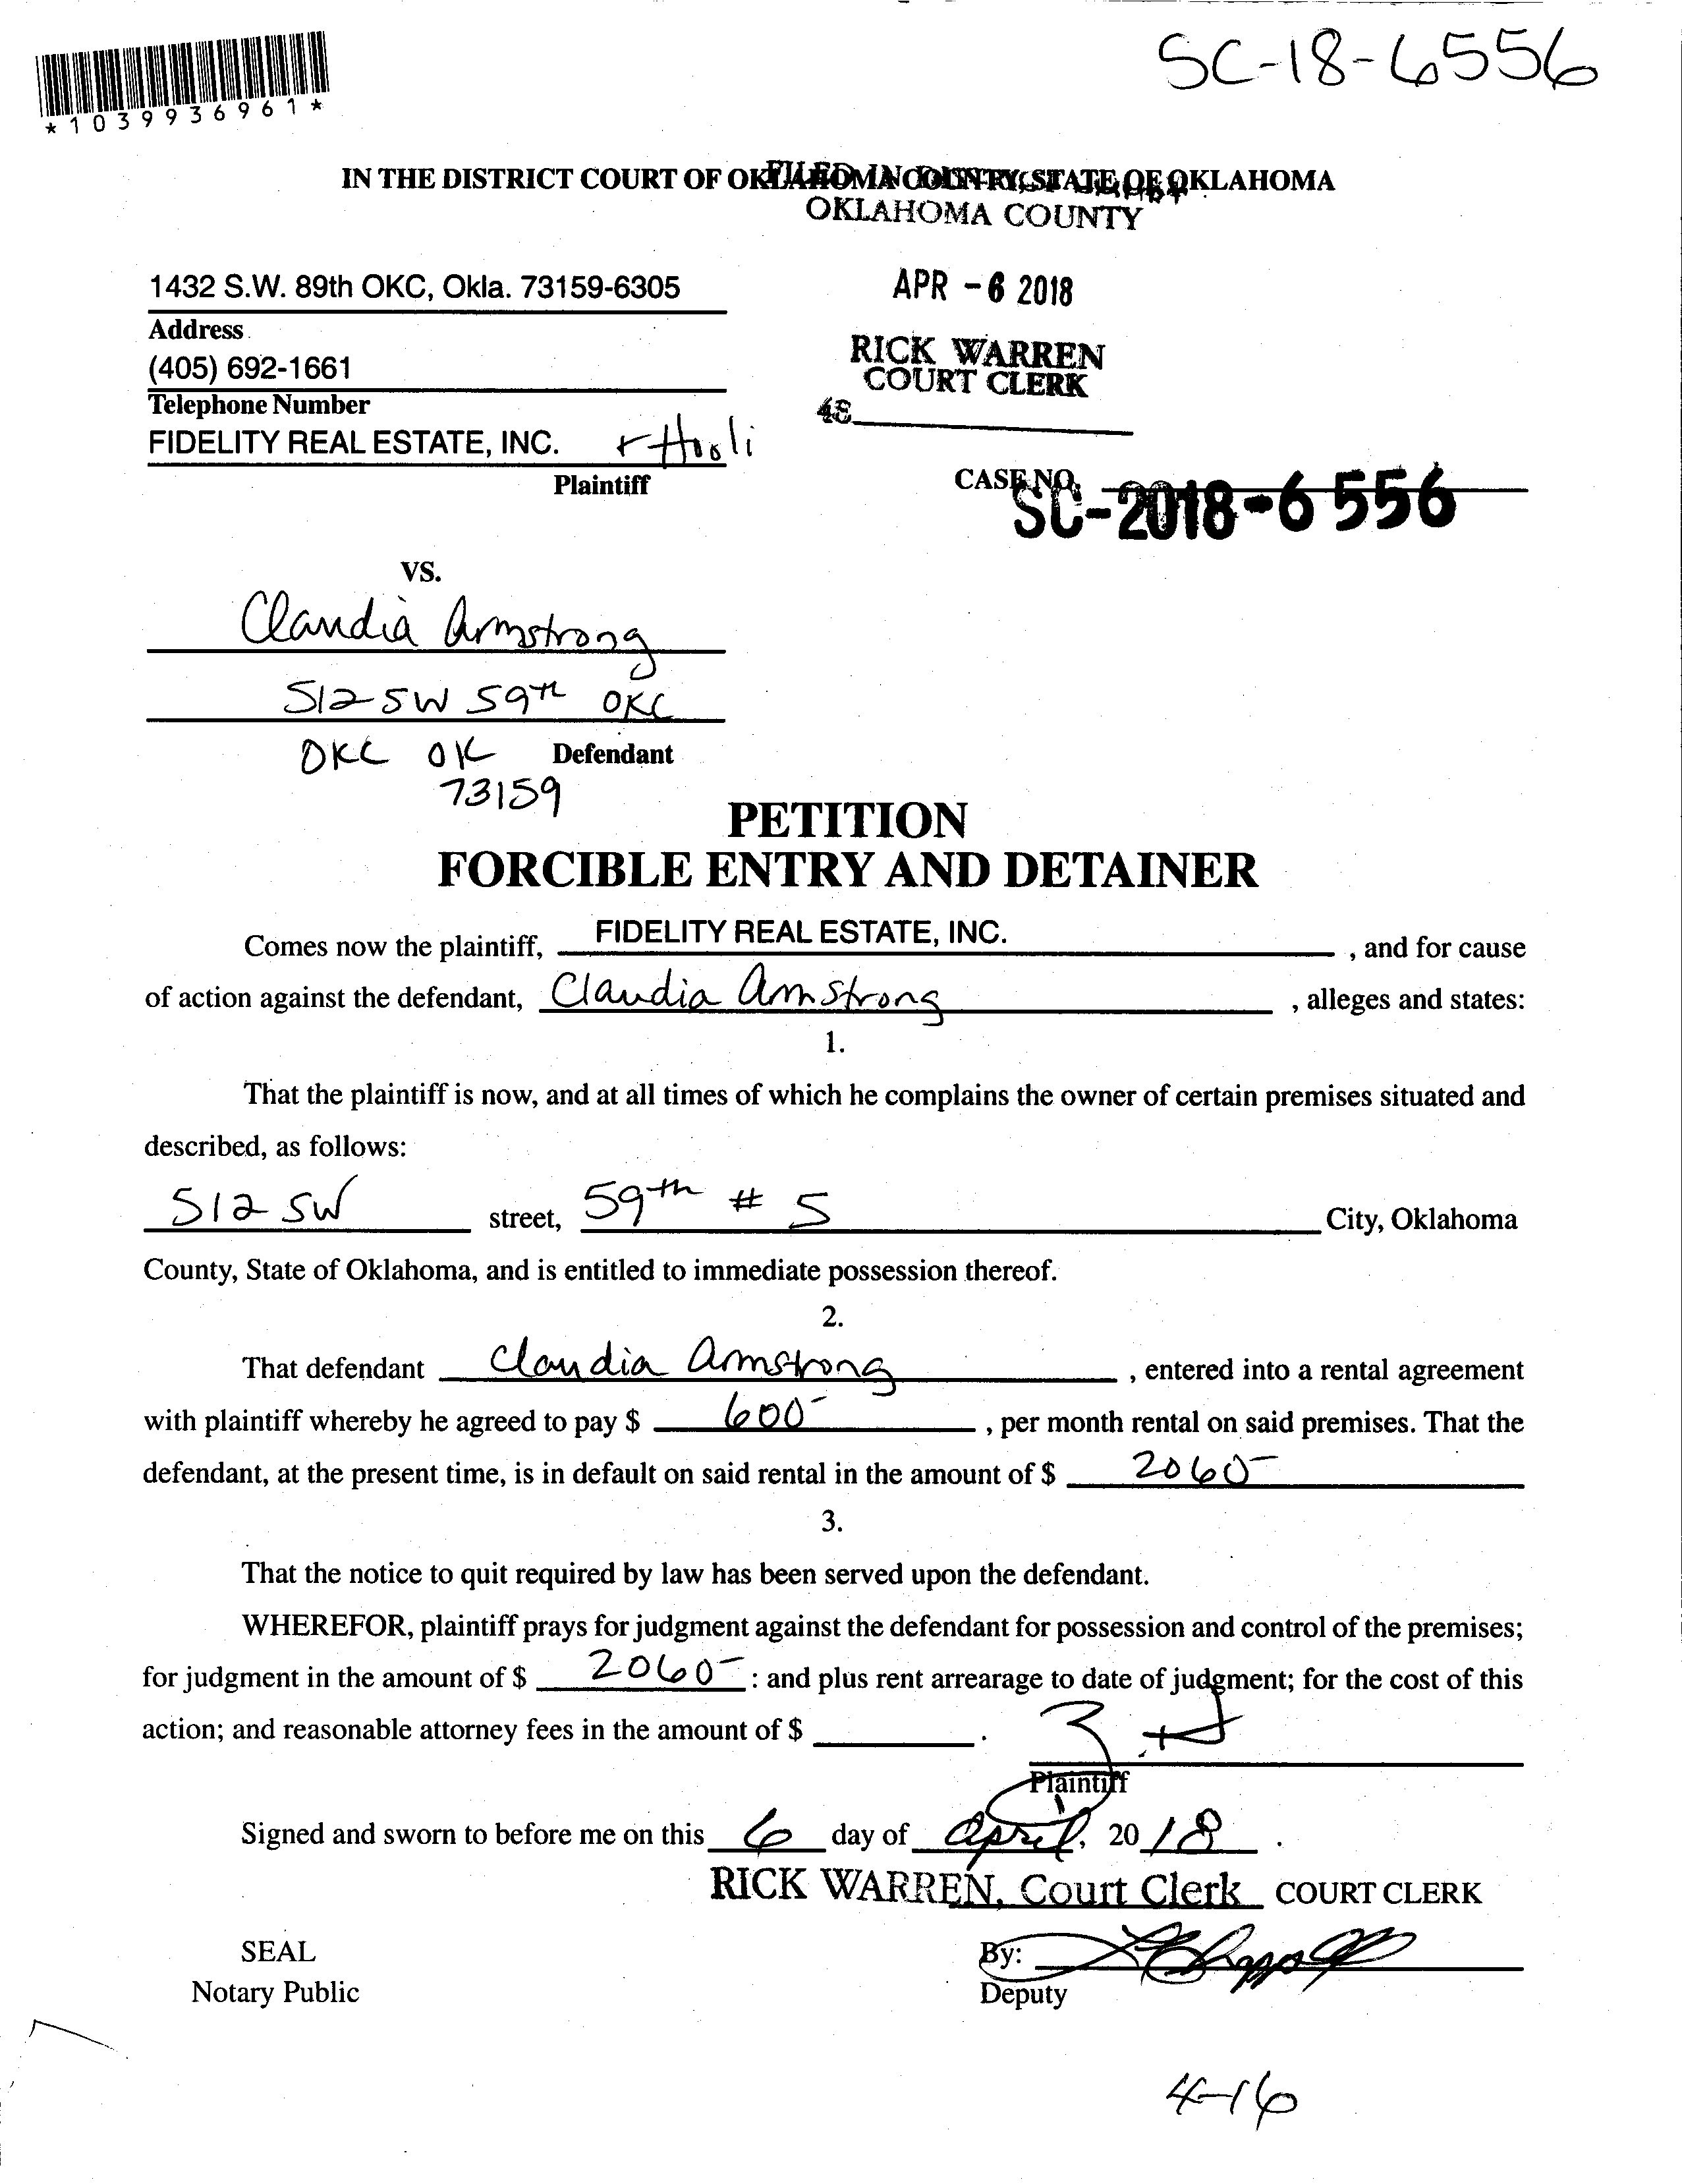 SC-18-6556
*1039936961*
IN THE DISTRICT COURT OF OKLAHOMA COUNTY, STATE OF OKLAHOMA
FILED IN DISTRICT COURT
OKLAHOMA COUNTY
1432 S.W. 89th OKC, Okla. 73159-6305
APR -6 2018
Address
RICK WARREN
(405) 692-1661
COURT CLERK
Telephone Number
48
FIDELITY REAL ESTATE, INC.
Plaintiff
CASE NO.
SC-2018-6556
VS.
Claudia Armstrong
512 SW 59th OKC
OKC OK Defendant
73159
PETITION
FORCIBLE ENTRY AND DETAINER
Comes now the plaintiff, FIDELITY REAL ESTATE, INC. , and for cause
of action against the defendant, Claudia Armstrong , alleges and states:
1.
That the plaintiff is now, and at all times of which he complains the owner of certain premises situated and
described, as follows:
512 SW street, 59th # 5 City, Oklahoma
County, State of Oklahoma, and is entitled to immediate possession thereof.
2.
That defendant Claudia Armstrong , entered into a rental agreement
with plaintiff whereby he agreed to pay $ 600- , per month rental on said premises. That the
defendant, at the present time, is in default on said rental in the amount of $ 2060-
3.
That the notice to quit required by law has been served upon the defendant.
WHEREFOR, plaintiff prays for judgment against the defendant for possession and control of the premises;
for judgment in the amount of $ 2060- : and plus rent arrearage to date of judgment; for the cost of this
action; and reasonable attorney fees in the amount of $ .
Plaintiff
Signed and sworn to before me on this 6 day of April, 20 18 .
RICK WARREN, Court Clerk COURT CLERK
SEAL
By:
Notary Public
Deputy
4-16